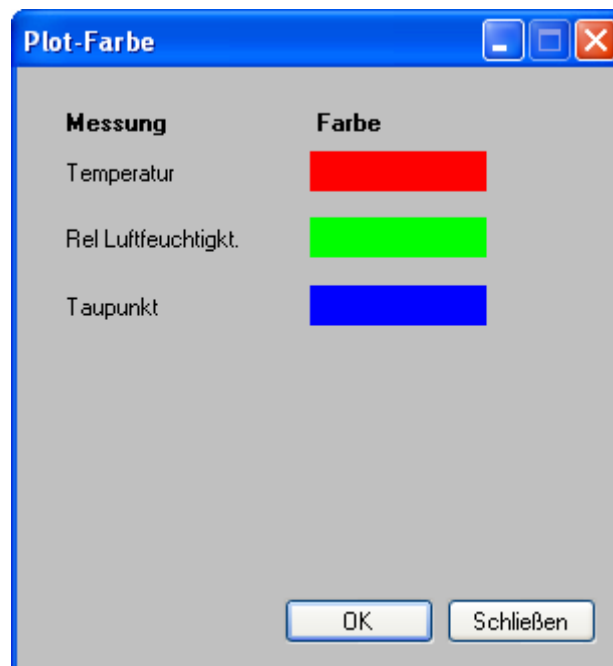 Plot-Farbe
Messung Farbe
Temperatur
Rel Luftfeuchtigkt.
Taupunkt
OK Schließen